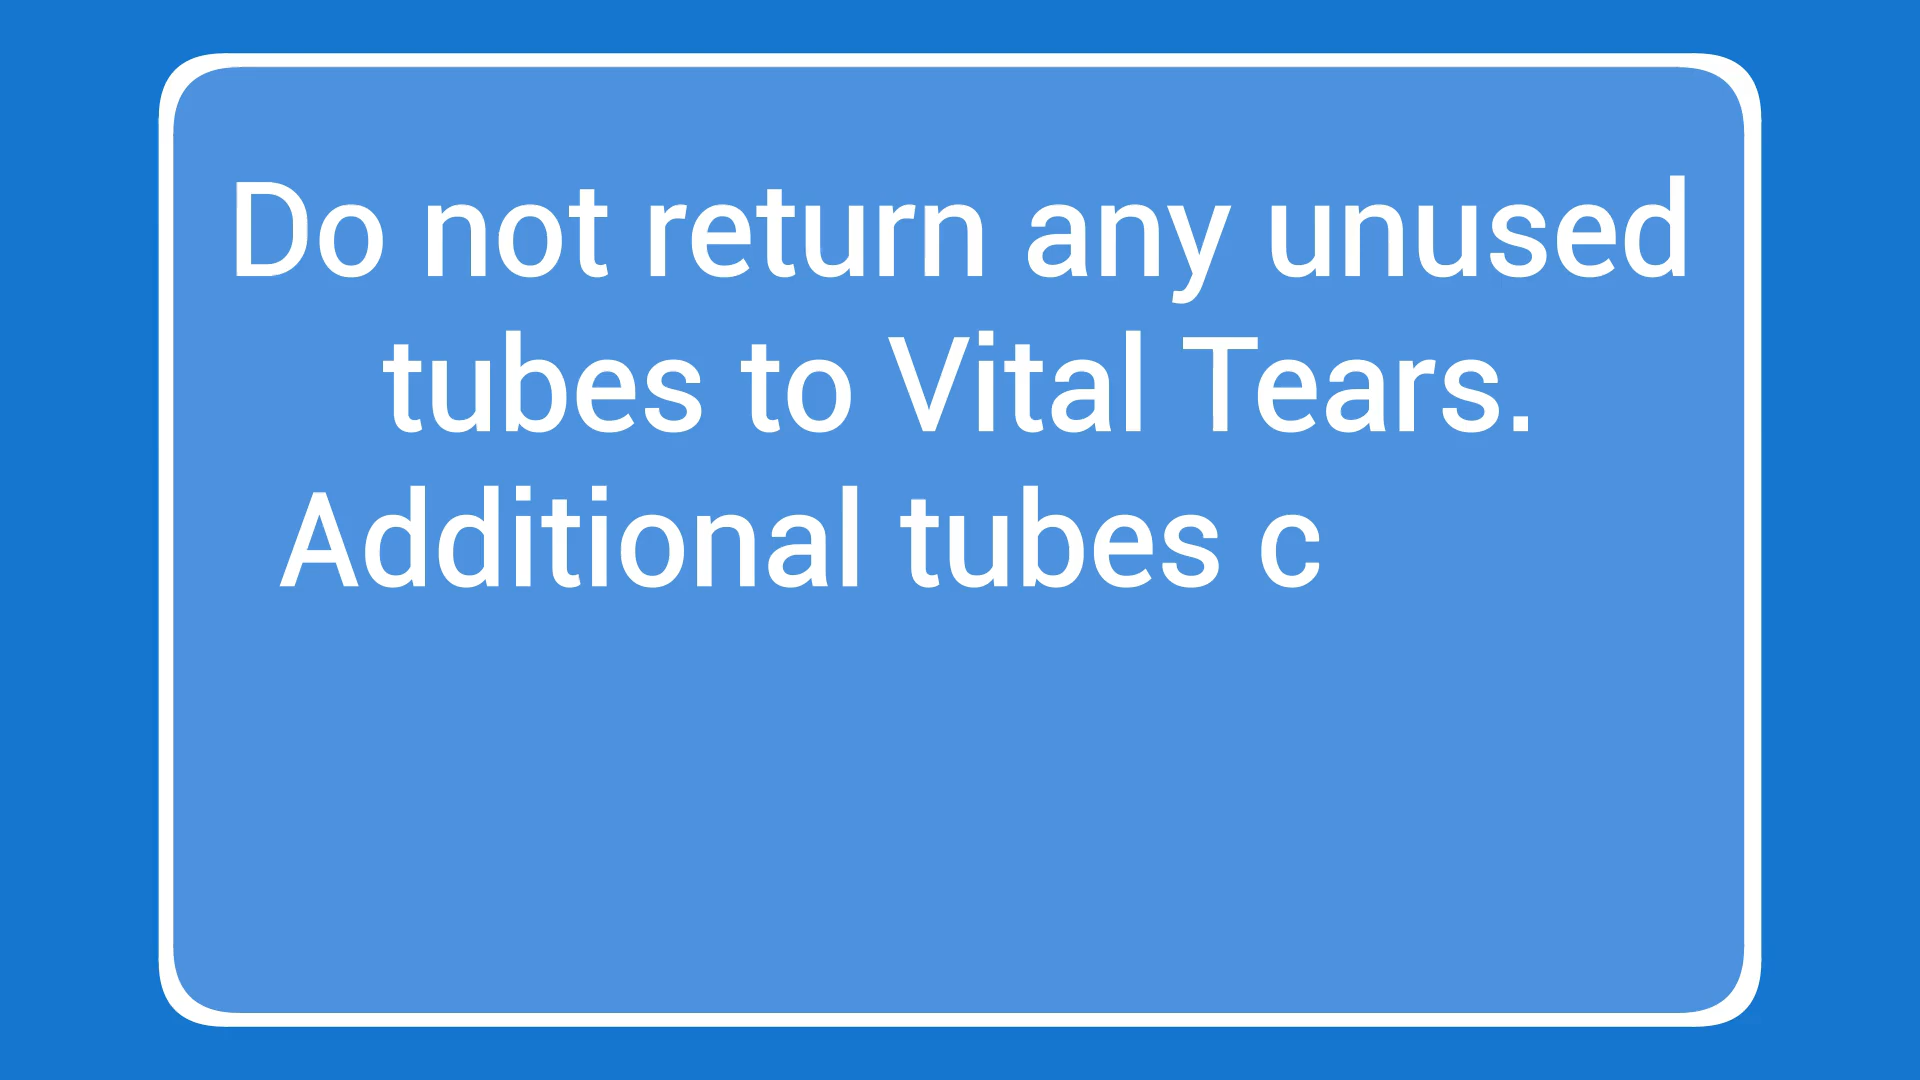 Do not return any unused
tubes to Vital Tears.
Additional tubes c